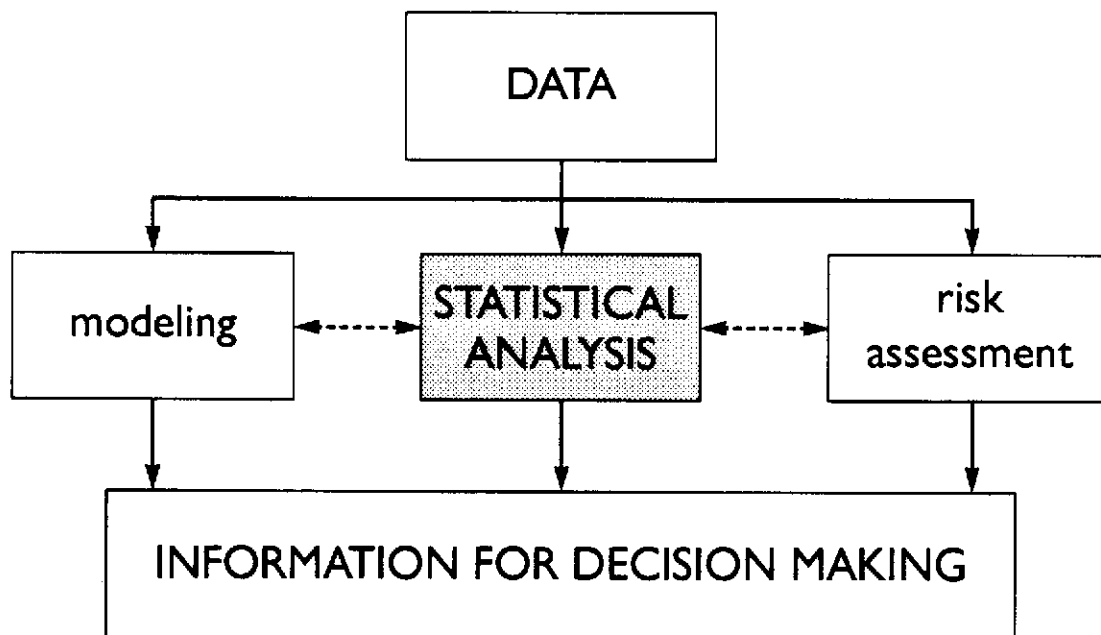 DATA
modeling
STATISTICAL
ANALYSIS
risk
assessment
INFORMATION FOR DECISION MAKING